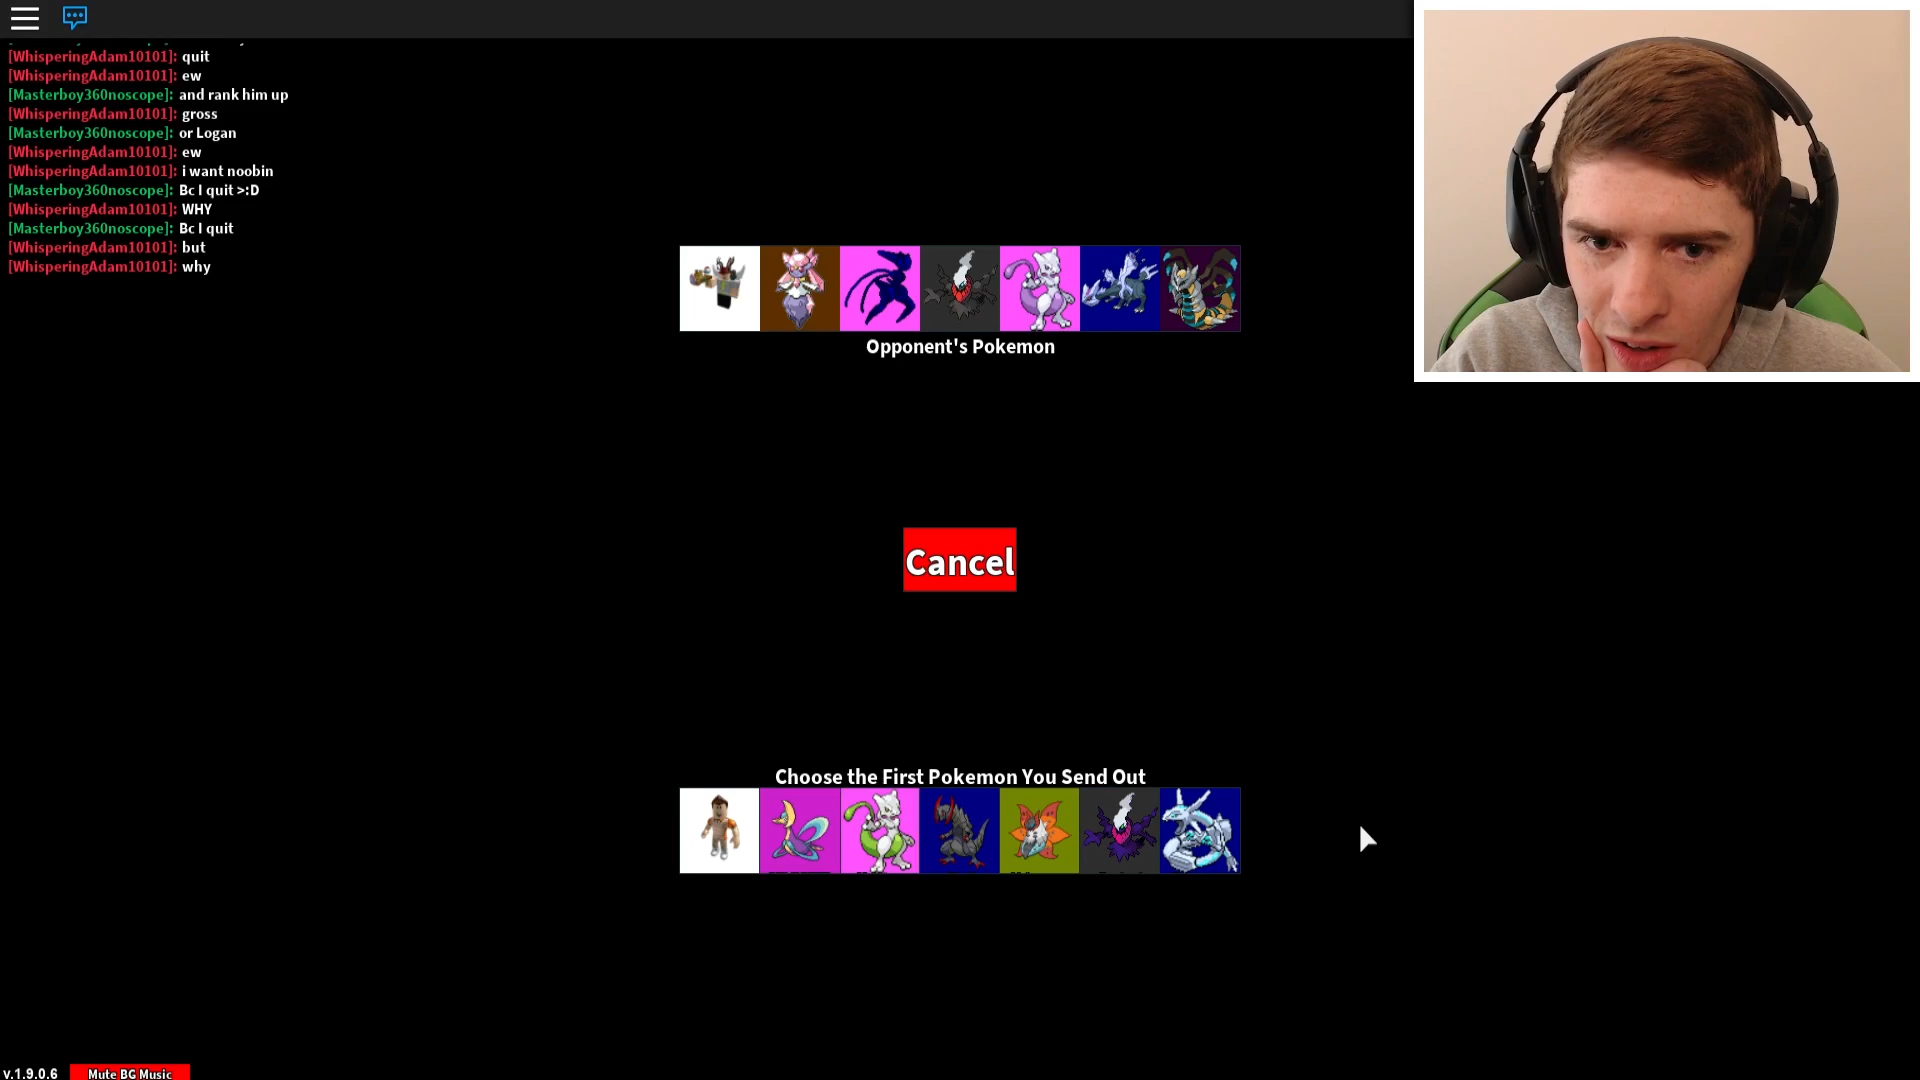 [WhisperingAdam10101]: quit
[WhisperingAdam10101]: ew
[Masterboy360noscope]: and rank him up
[WhisperingAdam10101]: gross
[Masterboy360noscope]: or Logan
[WhisperingAdam10101]: ew
[WhisperingAdam10101]: i want noobin
[Masterboy360noscope]: Bc I quit >:D
[WhisperingAdam10101]: WHY
[Masterboy360noscope]: Bc I quit
[WhisperingAdam10101]: but
[WhisperingAdam10101]: why
Opponent's Pokemon
Cancel
Choose the First Pokemon You Send Out
v.1.9.0.6
Mute BG Music